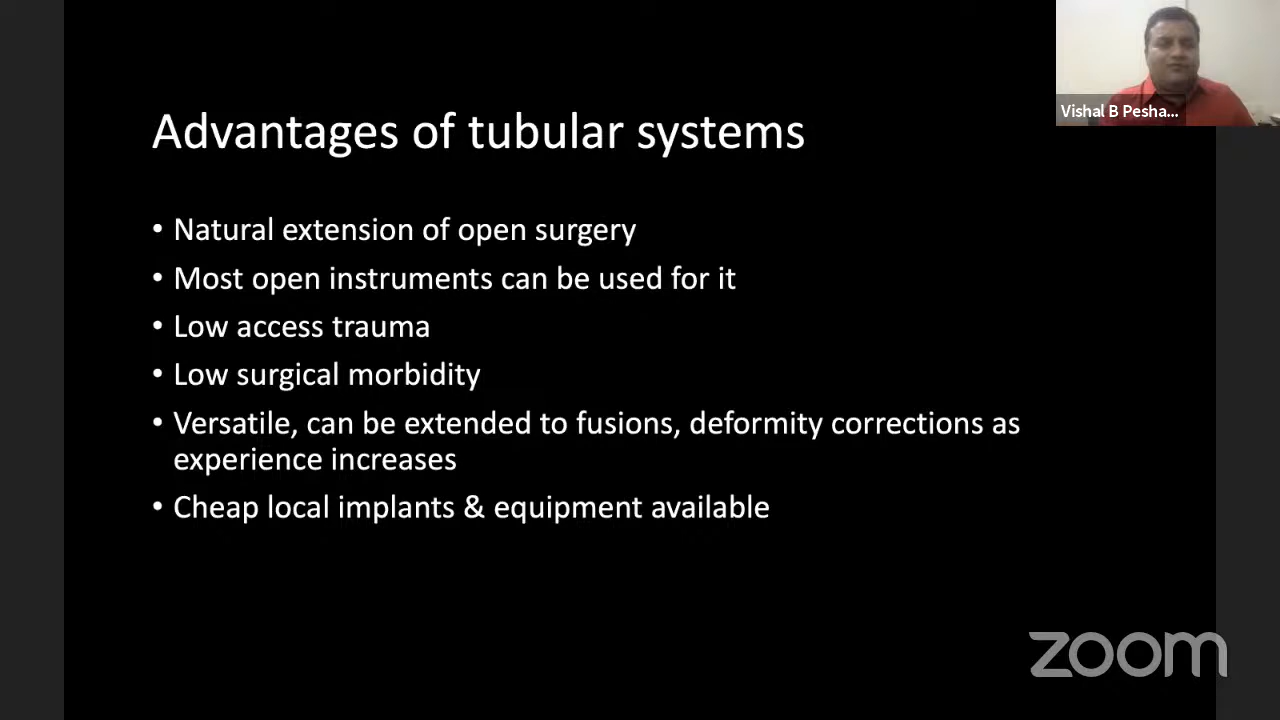 Vishal B Pesha...
Advantages of tubular systems
• Natural extension of open surgery
• Most open instruments can be used for it
• Low access trauma
• Low surgical morbidity
• Versatile, can be extended to fusions, deformity corrections as
experience increases
• Cheap local implants & equipment available
zoom